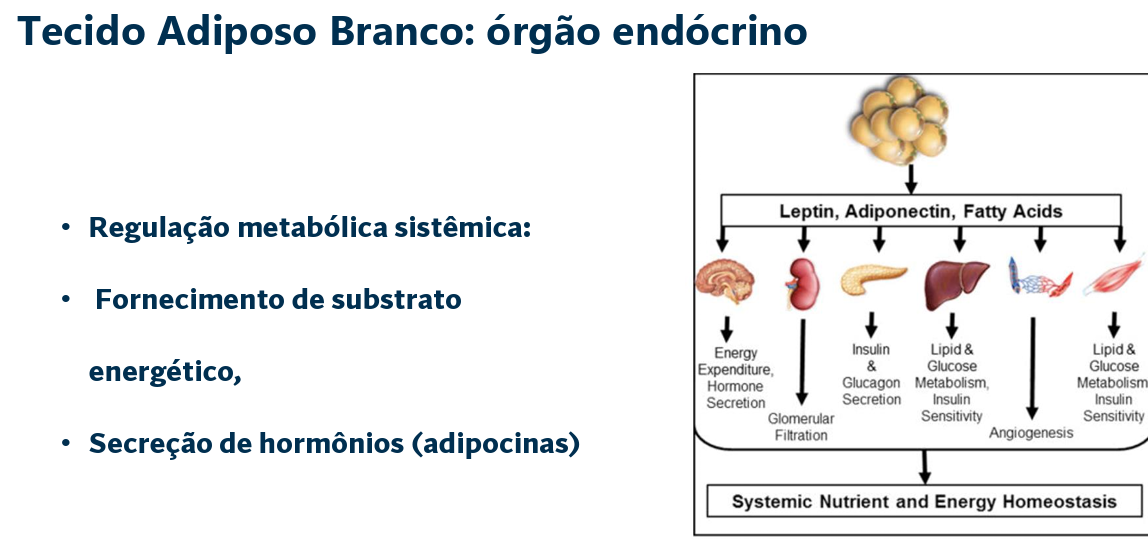 Tecido Adiposo Branco: órgão endócrino
• Regulação metabólica sistêmica:
• Fornecimento de substrato
energético,
• Secreção de hormônios (adipocinas)
Leptin, Adiponectin, Fatty Acids
Energy
Expenditure,
Hormone
Secretion
Glomerular
Filtration
Insulin
&
Glucagon
Secretion
Lipid &
Glucose
Metabolism,
Insulin
Sensitivity
Angiogenesis
Lipid &
Glucose
Metabolism
Insulin
Sensitivity
Systemic Nutrient and Energy Homeostasis